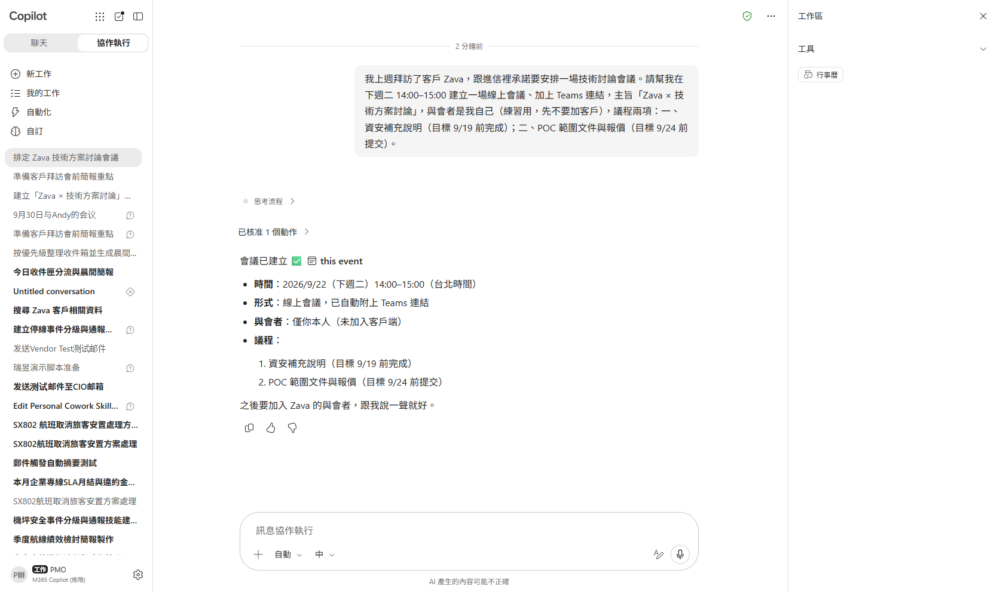 Copilot
聊天
協作執行
新工作
我的工作
自動化
自訂
排定 Zava 技術方案討論會議
準備客戶拜訪會前簡報重點
建立「Zava × 技術方案討論」...
9月30日与Andy的会议
準備客戶拜訪會前簡報重點
按優先級整理收件箱並生成晨間...
今日收件匣分流與晨間簡報
Untitled conversation
搜尋 Zava 客戶相關資料
建立停線事件分級與通報...
发送Vendor Test测试邮件
瑞昱演示脚本准备
发送测试邮件至CIO邮箱
Edit Personal Cowork Skill...
SX802 航班取消旅客安置處理方...
SX802航班取消旅客安置方案處理
郵件觸發自動摘要測試
本月企業專線SLA月結與違約金...
SX802航班取消旅客安置方案處理
機坪安全事件分級與通報技能建...
季度航線績效檢討簡報製作
P辦
工作 PMO
M365 Copilot (進階)
2 分鐘前
我上週拜訪了客戶 Zava，跟進信裡承諾要安排一場技術討論會議。請幫我在
下週二 14:00–15:00 建立一場線上會議、加上 Teams 連結，主旨「Zava × 技
術方案討論」，與會者是我自己（練習用，先不要加客戶），議程兩項：一、
資安補充說明（目標 9/19 前完成）；二、POC 範圍文件與報價（目標 9/24 前
提交）。
思考流程
已核准 1 個動作
會議已建立 ✅ this event
時間：2026/9/22（下週二）14:00–15:00（台北時間）
形式：線上會議，已自動附上 Teams 連結
與會者：僅你本人（未加入客戶端）
議程：
1. 資安補充說明（目標 9/19 前完成）
2. POC 範圍文件與報價（目標 9/24 前提交）
之後要加入 Zava 的與會者，跟我說一聲就好。
訊息協作執行
自動
中
AI 產生的內容可能不正確
工作區
工具
行事曆